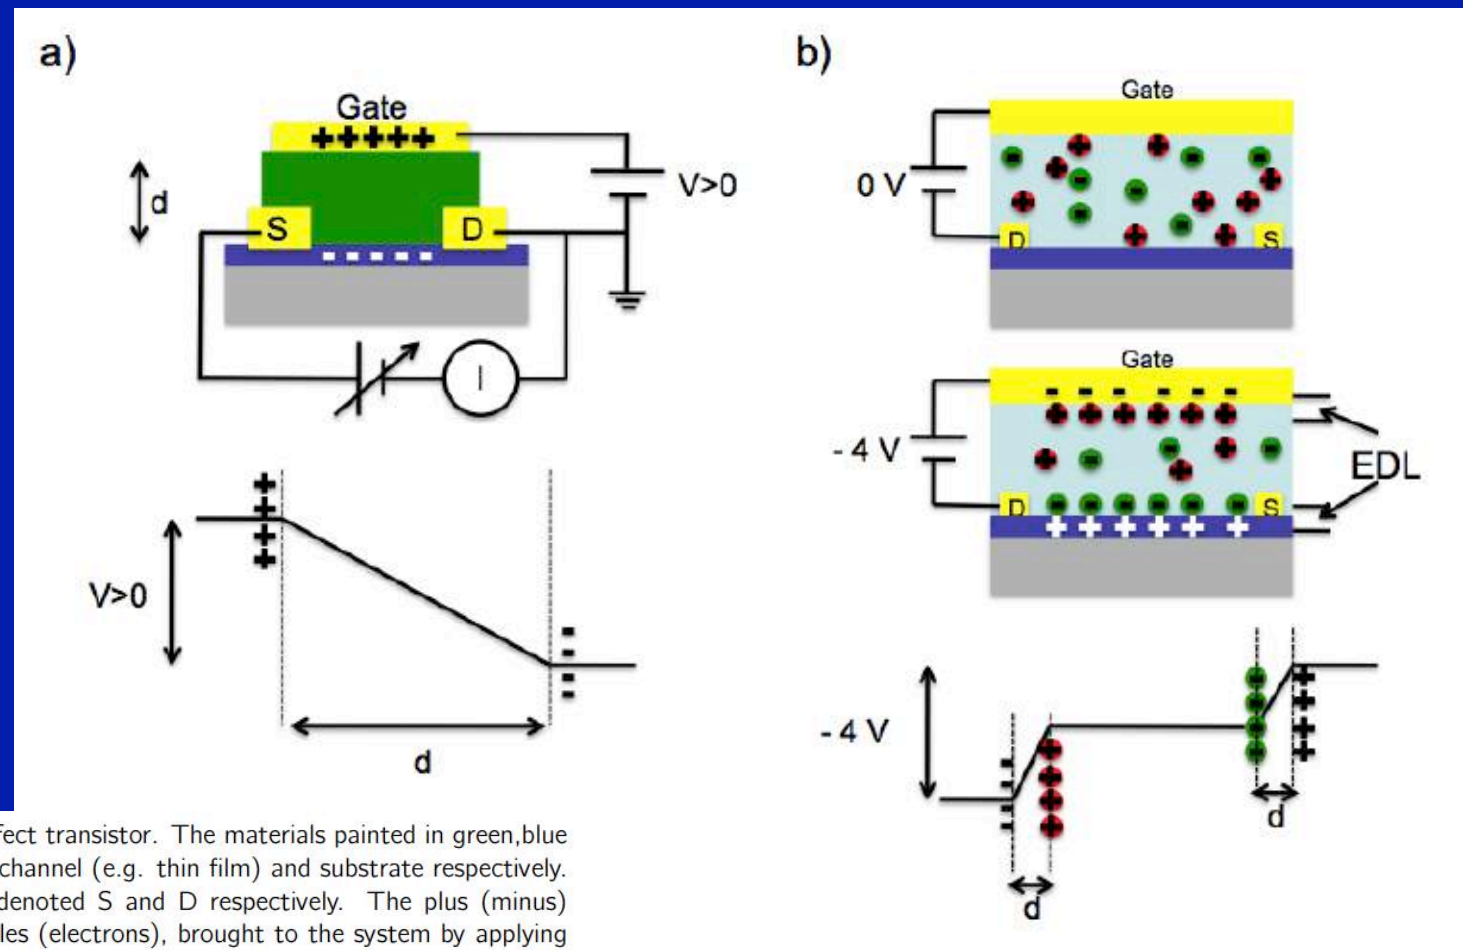 a)
Gate
+++++
V>0
d
S
D
-----
I
V>0
++++
----
d
b)
Gate
0 V
D
S
Gate
------
++++++
- 4 V
EDL
D
S
------
++++++
- 4 V
----
++++
----
++++
d
d
fect transistor. The materials painted in green,blue
channel (e.g. thin film) and substrate respectively.
denoted S and D respectively. The plus (minus)
les (electrons), brought to the system by applying